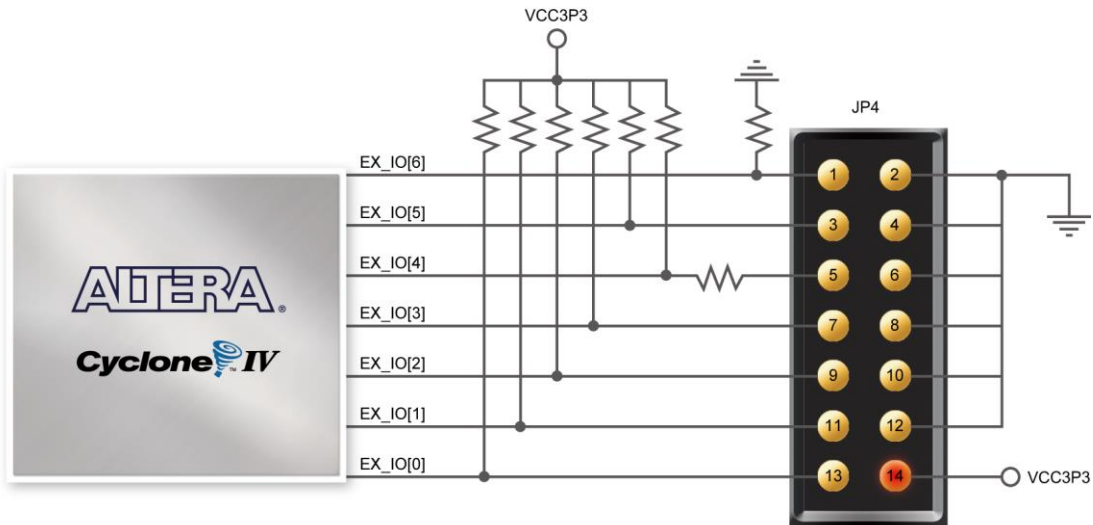 VCC3P3
JP4
EX_IO[6]
1 2
EX_IO[5]
3 4
EX_IO[4]
5 6
ALTERA®
EX_IO[3]
7 8
Cyclone™ IV
EX_IO[2]
9 10
EX_IO[1]
11 12
EX_IO[0]
13 14
VCC3P3